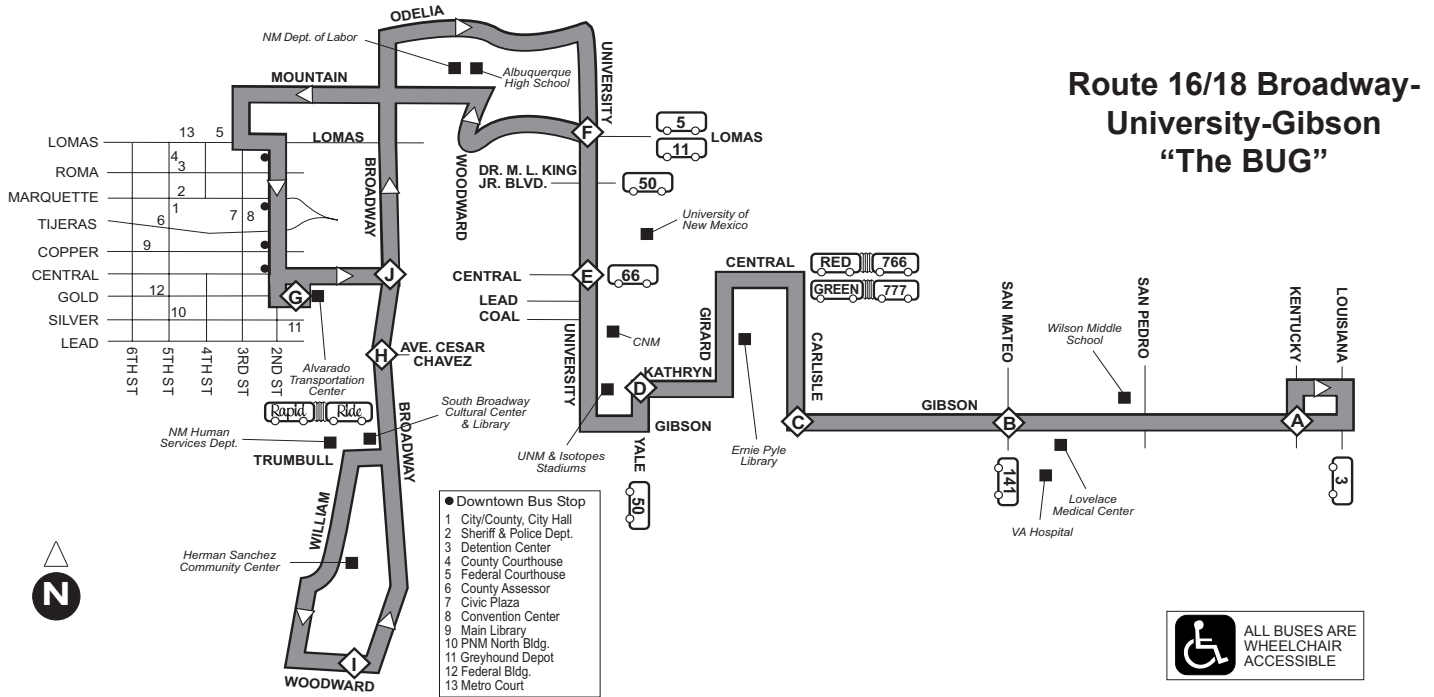 Route 16/18 Broadway-
University-Gibson
“The BUG”
ODELIA
NM Dept. of Labor
Albuquerque
High School
MOUNTAIN
UNIVERSITY
F
5
11
LOMAS
LOMAS
13
5
LOMAS
ROMA
MARQUETTE
TIJERAS
COPPER
CENTRAL
GOLD
SILVER
LEAD
4
3
2
1
6
7
8
9
12
10
11
6TH ST
5TH ST
4TH ST
3RD ST
2ND ST
BROADWAY
WOODWARD
DR. M. L. KING
JR. BLVD.
50
University of
New Mexico
CENTRAL
E
66
LEAD
COAL
UNIVERSITY
CNM
G
J
H
AVE. CESAR
CHAVEZ
Alvarado
Transportation
Center
Rapid
Ride
South Broadway
Cultural Center
& Library
NM Human
Services Dept.
TRUMBULL
BROADWAY
WILLIAM
Herman Sanchez
Community Center
I
WOODWARD
D
KATHRYN
GIRARD
CENTRAL
RED
766
GREEN
777
CARLISLE
C
GIBSON
YALE
50
UNM & Isotopes
Stadiums
Ernie Pyle
Library
GIBSON
SAN MATEO
B
141
Wilson Middle
School
SAN PEDRO
Lovelace
Medical Center
VA Hospital
KENTUCKY
LOUISIANA
A
3
Downtown Bus Stop
1 City/County, City Hall
2 Sheriff & Police Dept.
3 Detention Center
4 County Courthouse
5 Federal Courthouse
6 County Assessor
7 Civic Plaza
8 Convention Center
9 Main Library
10 PNM North Bldg.
11 Greyhound Depot
12 Federal Bldg.
13 Metro Court
N
ALL BUSES ARE
WHEELCHAIR
ACCESSIBLE